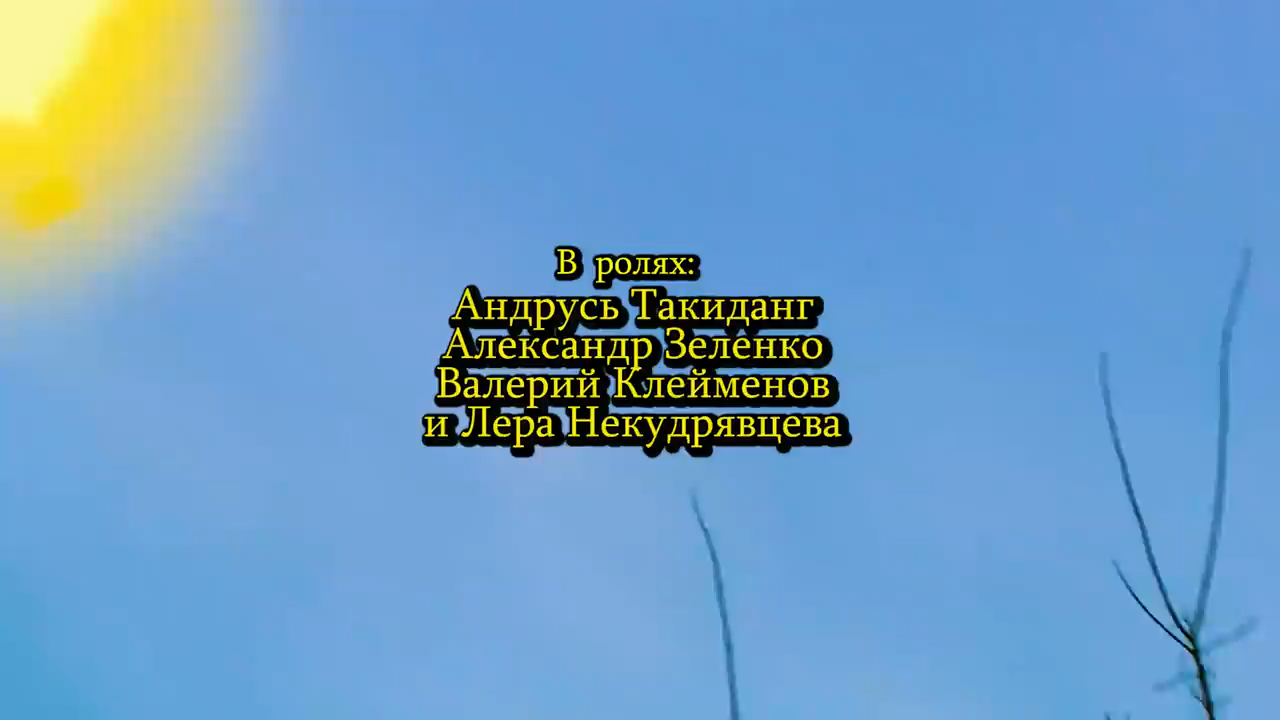 В ролях:
Андрусь Такиданг
Александр Зеленко
Валерий Клейменов
и Лера Некудрявцева